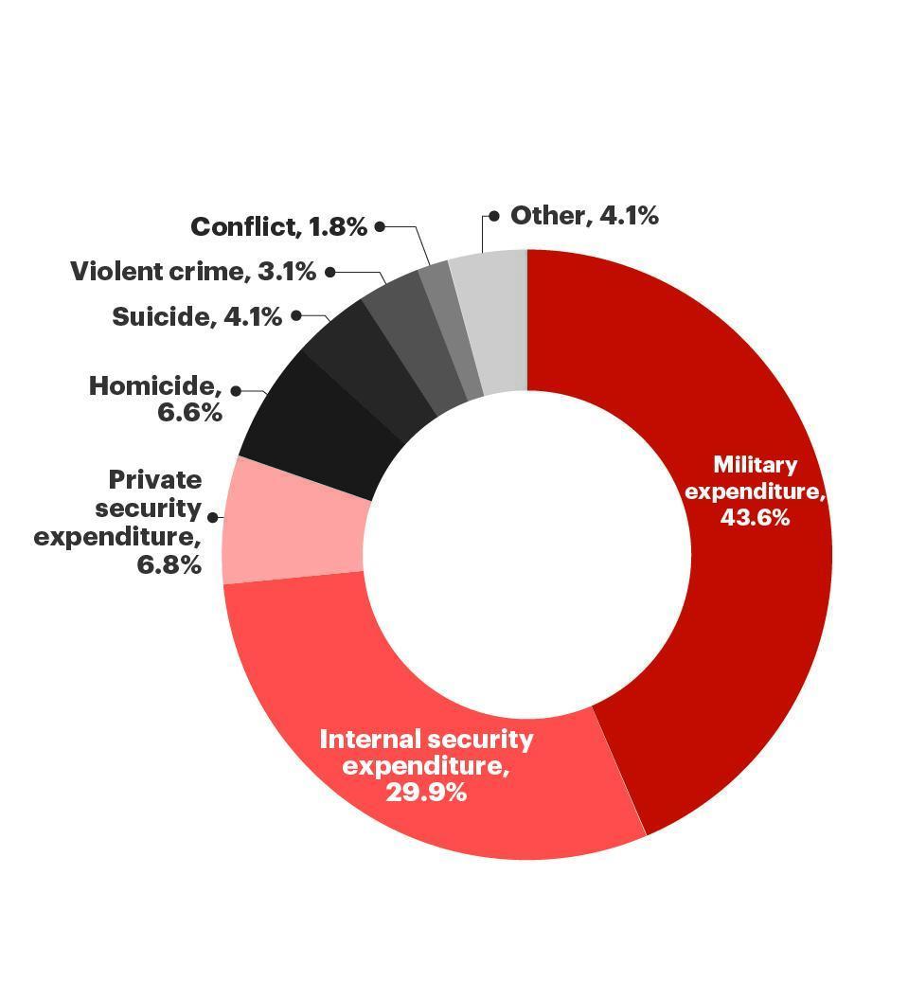 Other, 4.1%
Conflict, 1.8%
Violent crime, 3.1%
Suicide, 4.1%
Homicide,
6.6%
Private
security
expenditure,
6.8%
Military
expenditure,
43.6%
Internal security
expenditure,
29.9%